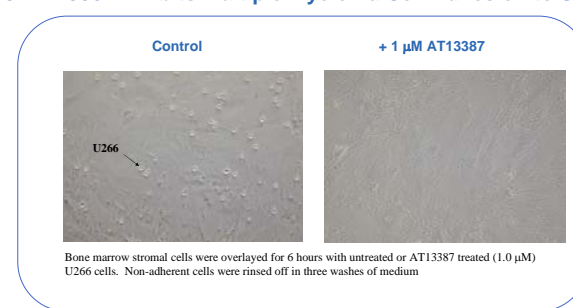 Control
+ 1 µM AT13387
U266
Bone marrow stromal cells were overlayed for 6 hours with untreated or AT13387 treated (1.0 µM)
U266 cells. Non-adherent cells were rinsed off in three washes of medium